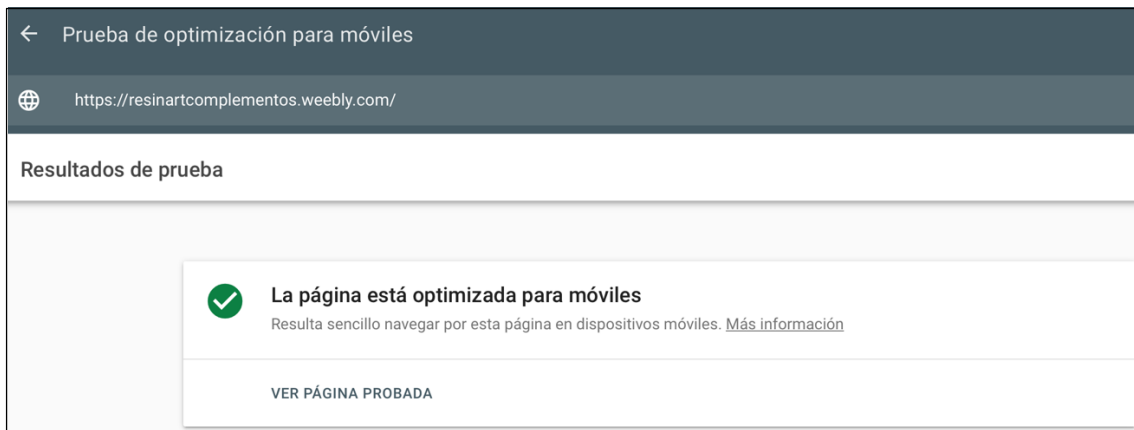 Prueba de optimización para móviles
https://resinartcomplementos.weebly.com/
Resultados de prueba
La página está optimizada para móviles
Resulta sencillo navegar por esta página en dispositivos móviles. Más información
VER PÁGINA PROBADA